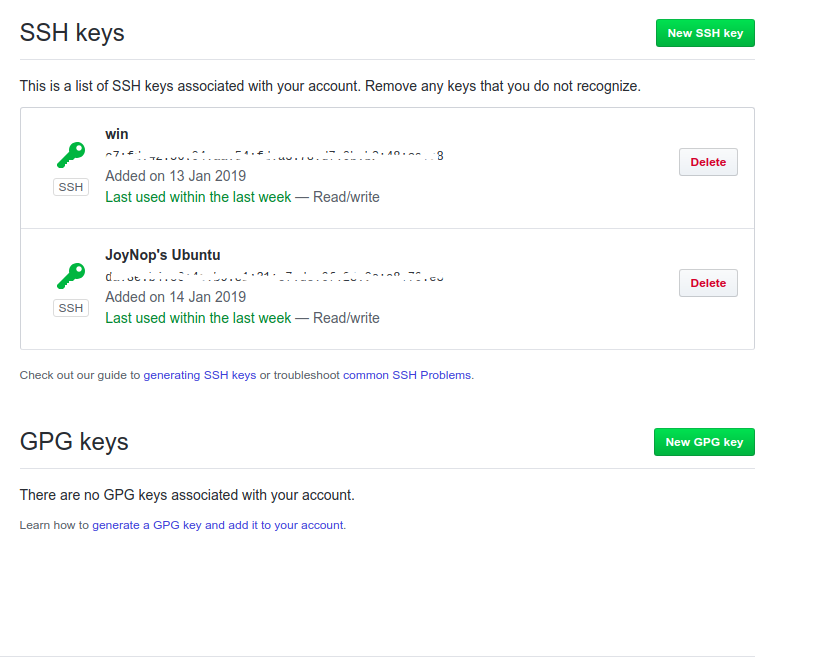 SSH keys
New SSH key
This is a list of SSH keys associated with your account. Remove any keys that you do not recognize.
win
Added on 13 Jan 2019
Last used within the last week — Read/write
SSH
Delete
JoyNop's Ubuntu
Added on 14 Jan 2019
Last used within the last week — Read/write
SSH
Delete
Check out our guide to generating SSH keys or troubleshoot common SSH Problems.
GPG keys
New GPG key
There are no GPG keys associated with your account.
Learn how to generate a GPG key and add it to your account.